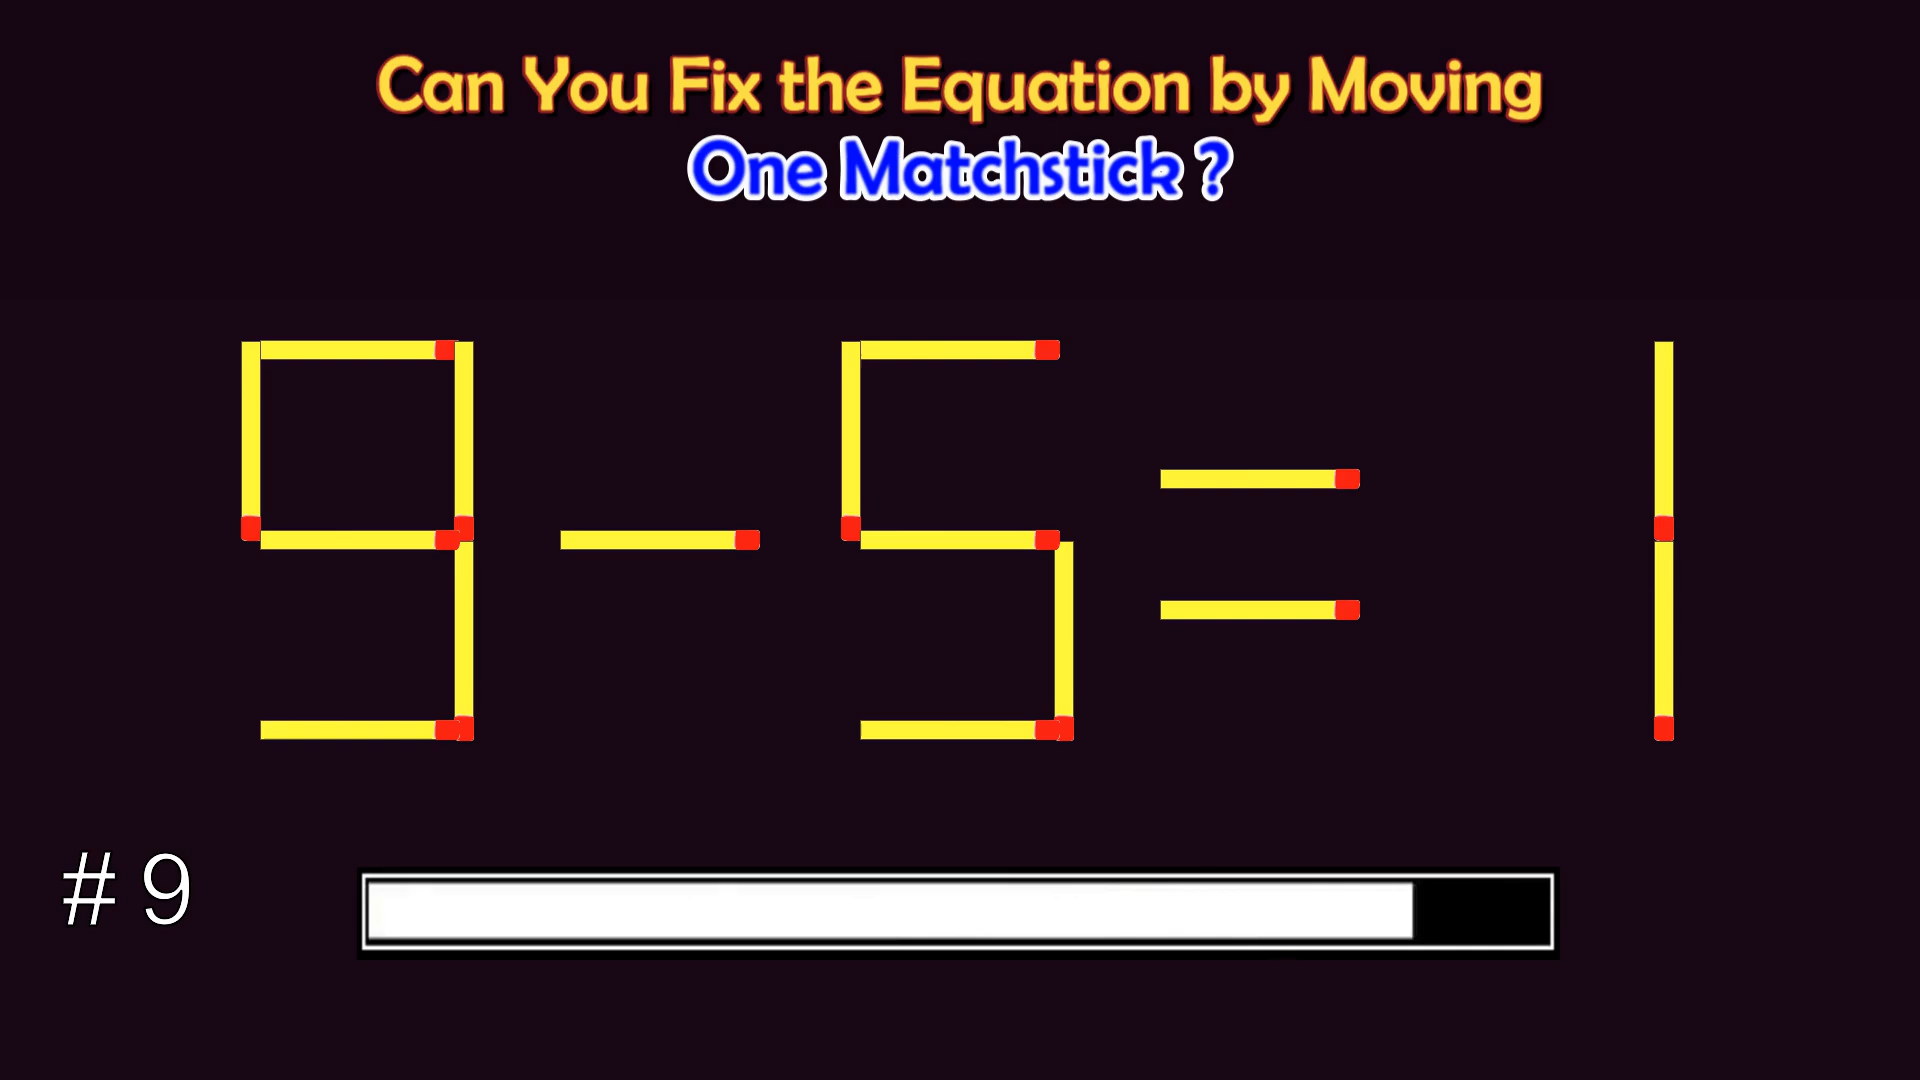 Can You Fix the Equation by Moving
One Matchstick ?
9 - 5 = 1
# 9